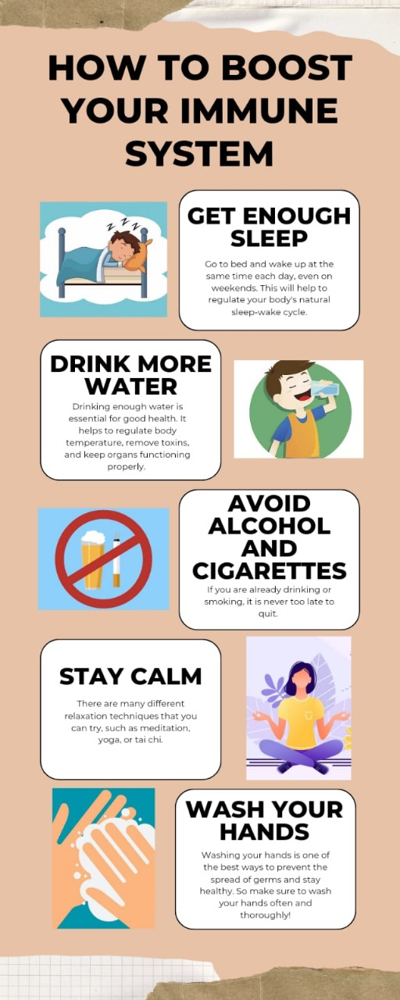 HOW TO BOOST
YOUR IMMUNE
SYSTEM
Z Z Z Z
GET ENOUGH
SLEEP
Go to bed and wake up at the
same time each day, even on
weekends. This will help to
regulate your body's natural
sleep-wake cycle.
DRINK MORE
WATER
Drinking enough water is
essential for good health. It
helps to regulate body
temperature, remove toxins,
and keep organs functioning
properly.
AVOID
ALCOHOL
AND
CIGARETTES
If you are already drinking or
smoking, it is never too late to
quit.
STAY CALM
There are many different
relaxation techniques that you
can try, such as meditation,
yoga, or tai chi.
WASH YOUR
HANDS
Washing your hands is one of
the best ways to prevent the
spread of germs and stay
healthy. So make sure to wash
your hands often and
thoroughly!